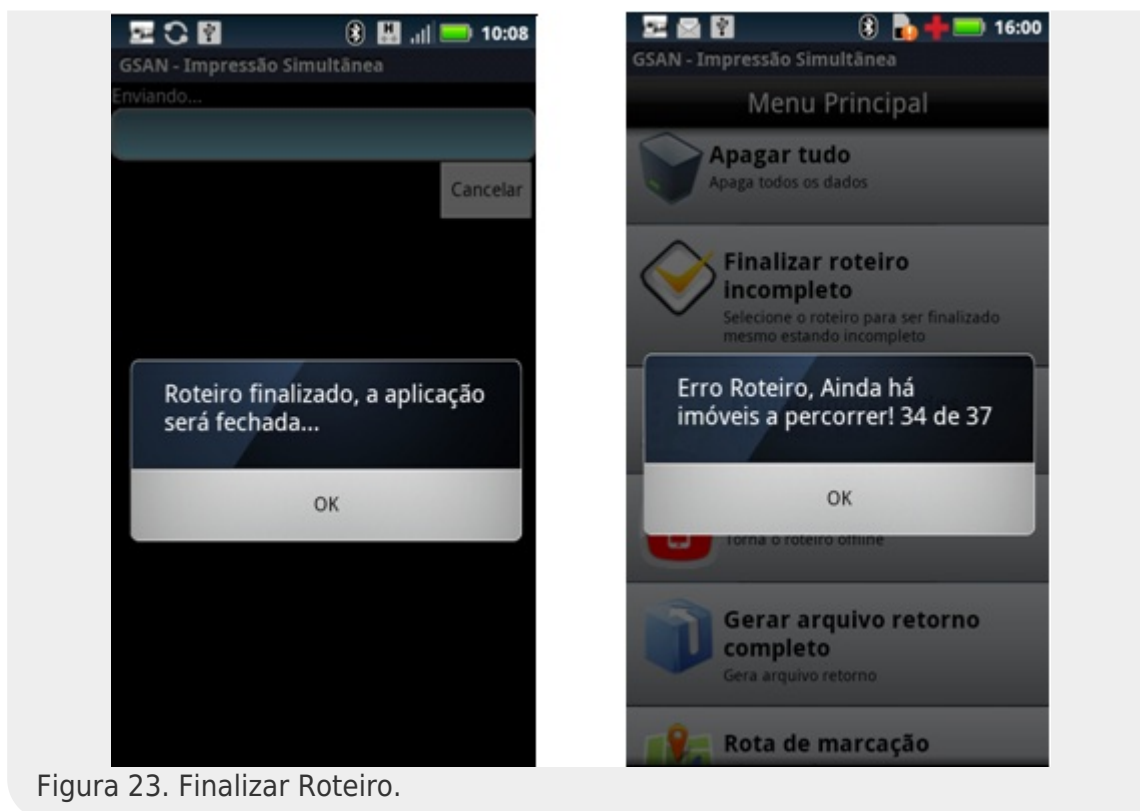 10:08
GSAN - Impressão Simultânea
Enviando...
Cancelar
Roteiro finalizado, a aplicação
será fechada...
OK
16:00
GSAN - Impressão Simultânea
Menu Principal
Apagar tudo
Apaga todos os dados
Finalizar roteiro
incompleto
Selecione o roteiro para ser finalizado
mesmo estando incompleto
Erro Roteiro, Ainda há
imóveis a percorrer! 34 de 37
OK
Torna o roteiro offline
Gerar arquivo retorno
completo
Gera arquivo retorno
Rota de marcação
Figura 23. Finalizar Roteiro.